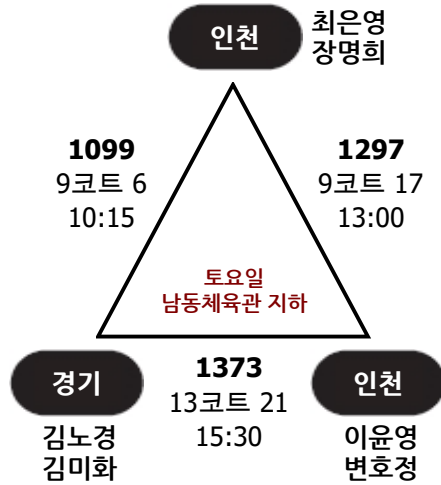 인천
최은영
장명희
1099
9코트 6
10:15
1297
9코트 17
13:00
토요일
남동체육관 지하
경기
김노경
김미화
1373
13코트 21
15:30
인천
이윤영
변호정